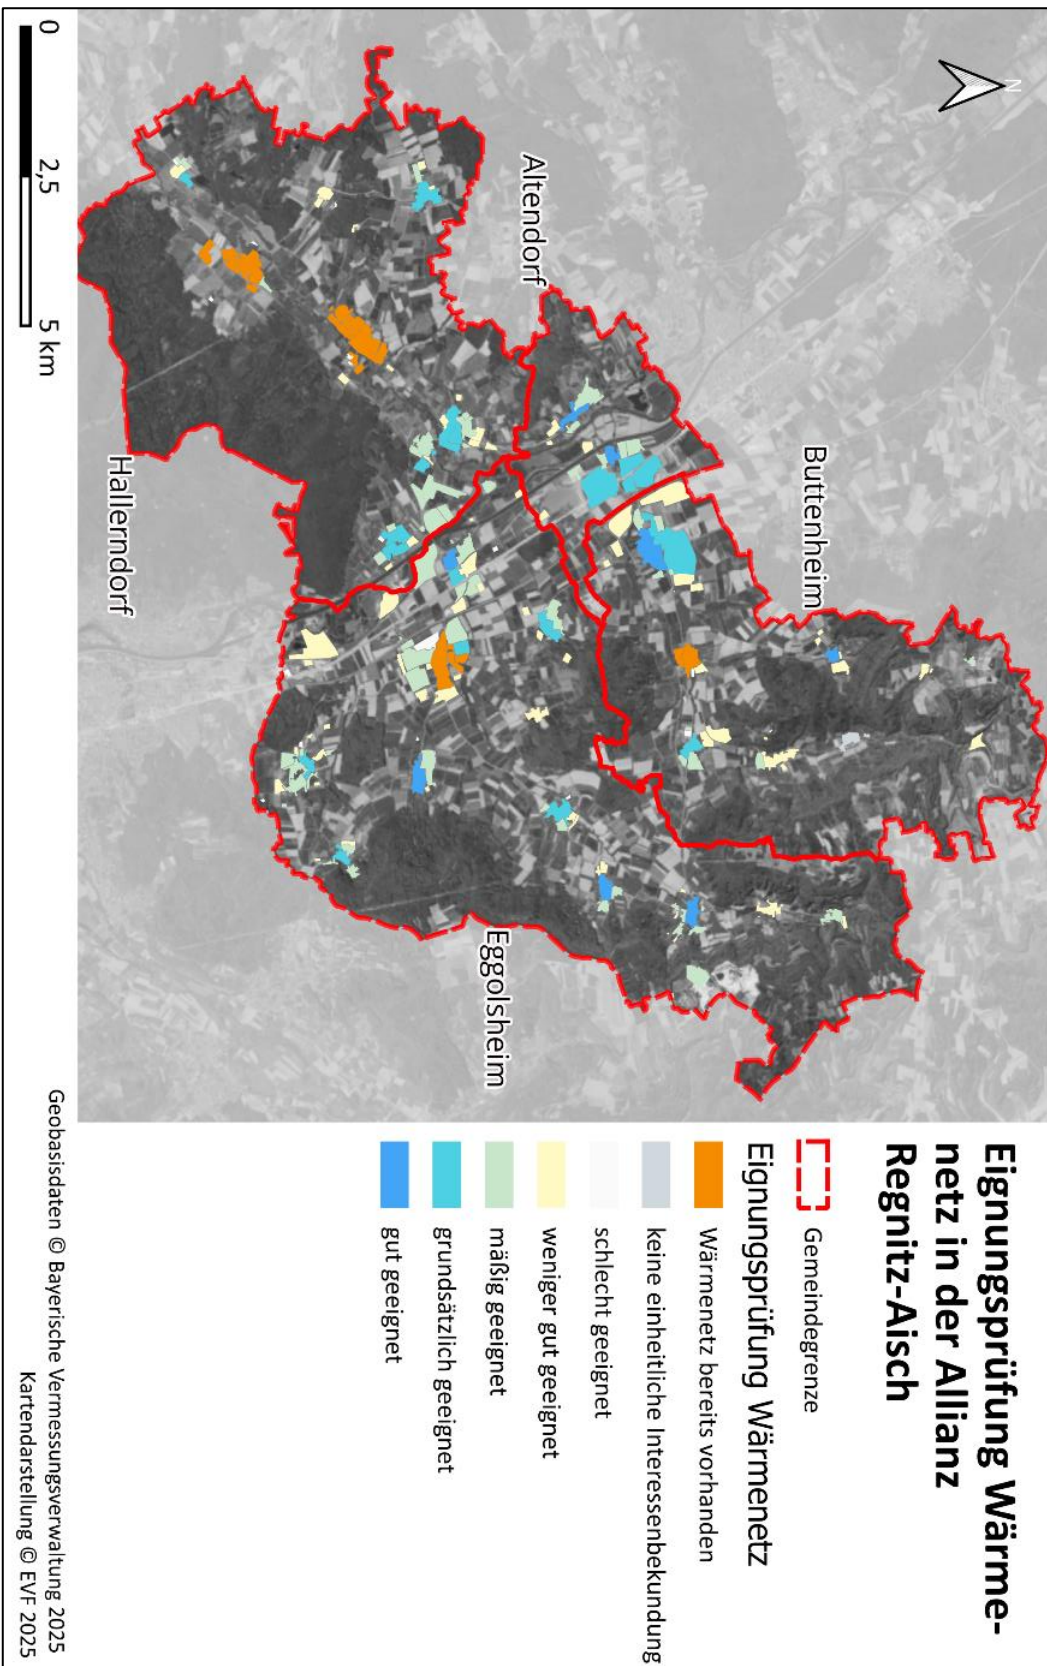 Eignungsprüfung Wärme-
netz in der Allianz
Regnitz-Aisch
Gemeindegrenze
Eignungsprüfung Wärmenetz
Wärmenetz bereits vorhanden
keine einheitliche Interessenbekundung
schlecht geeignet
weniger gut geeignet
mäßig geeignet
grundsätzlich geeignet
gut geeignet
N
Buttenheim
Altendorf
Eggolsheim
Hallerndorf
0 2,5 5 km
Geobasisdaten © Bayerische Vermessungsverwaltung 2025
Kartendarstellung © EVF 2025